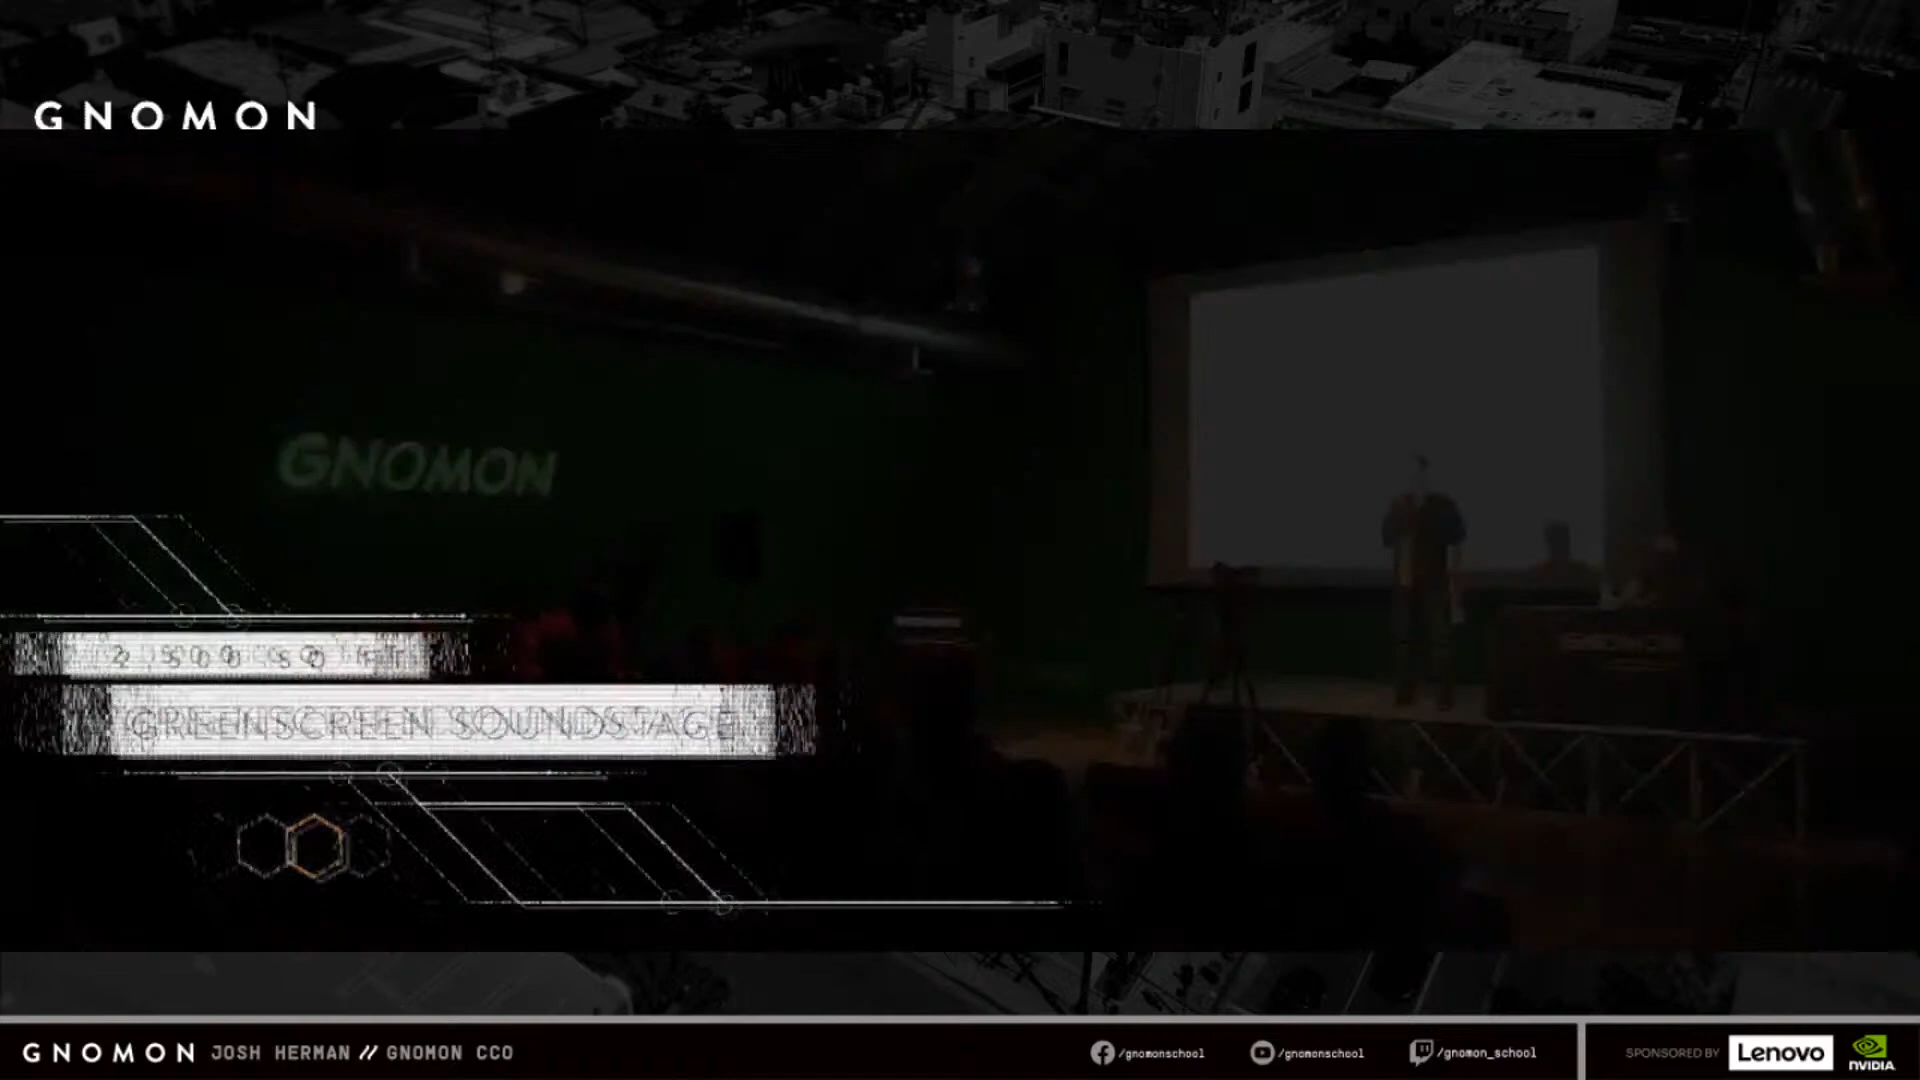 GNOMON
GNOMON
2,500 SQ FT
GREENSCREEN SOUNDSTAGE
GNOMON JOSH HERMAN // GNOMON CCO
/gnomonschool
/gnomonschool
/gnomon_school
SPONSORED BY
Lenovo
NVIDIA